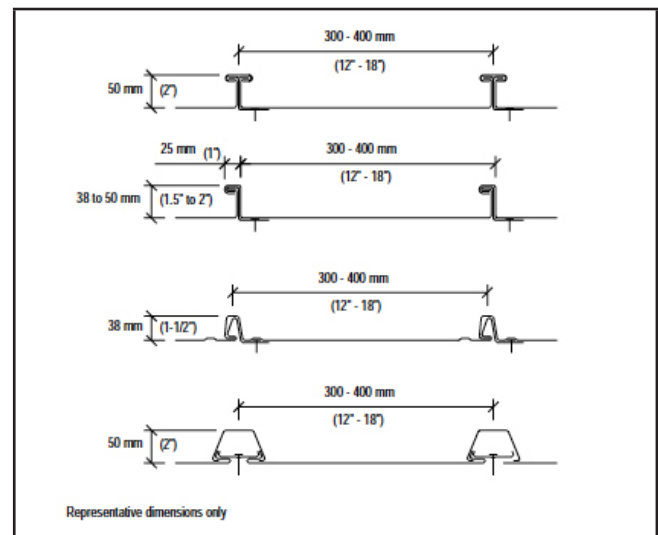 300 - 400 mm
(12" - 18")
50 mm (2")
25 mm (1") 300 - 400 mm
(12" - 18")
38 to 50 mm (1.5" to 2")
300 - 400 mm
(12" - 18")
38 mm (1-1/2")
300 - 400 mm
(12" - 18")
50 mm (2")
Representative dimensions only